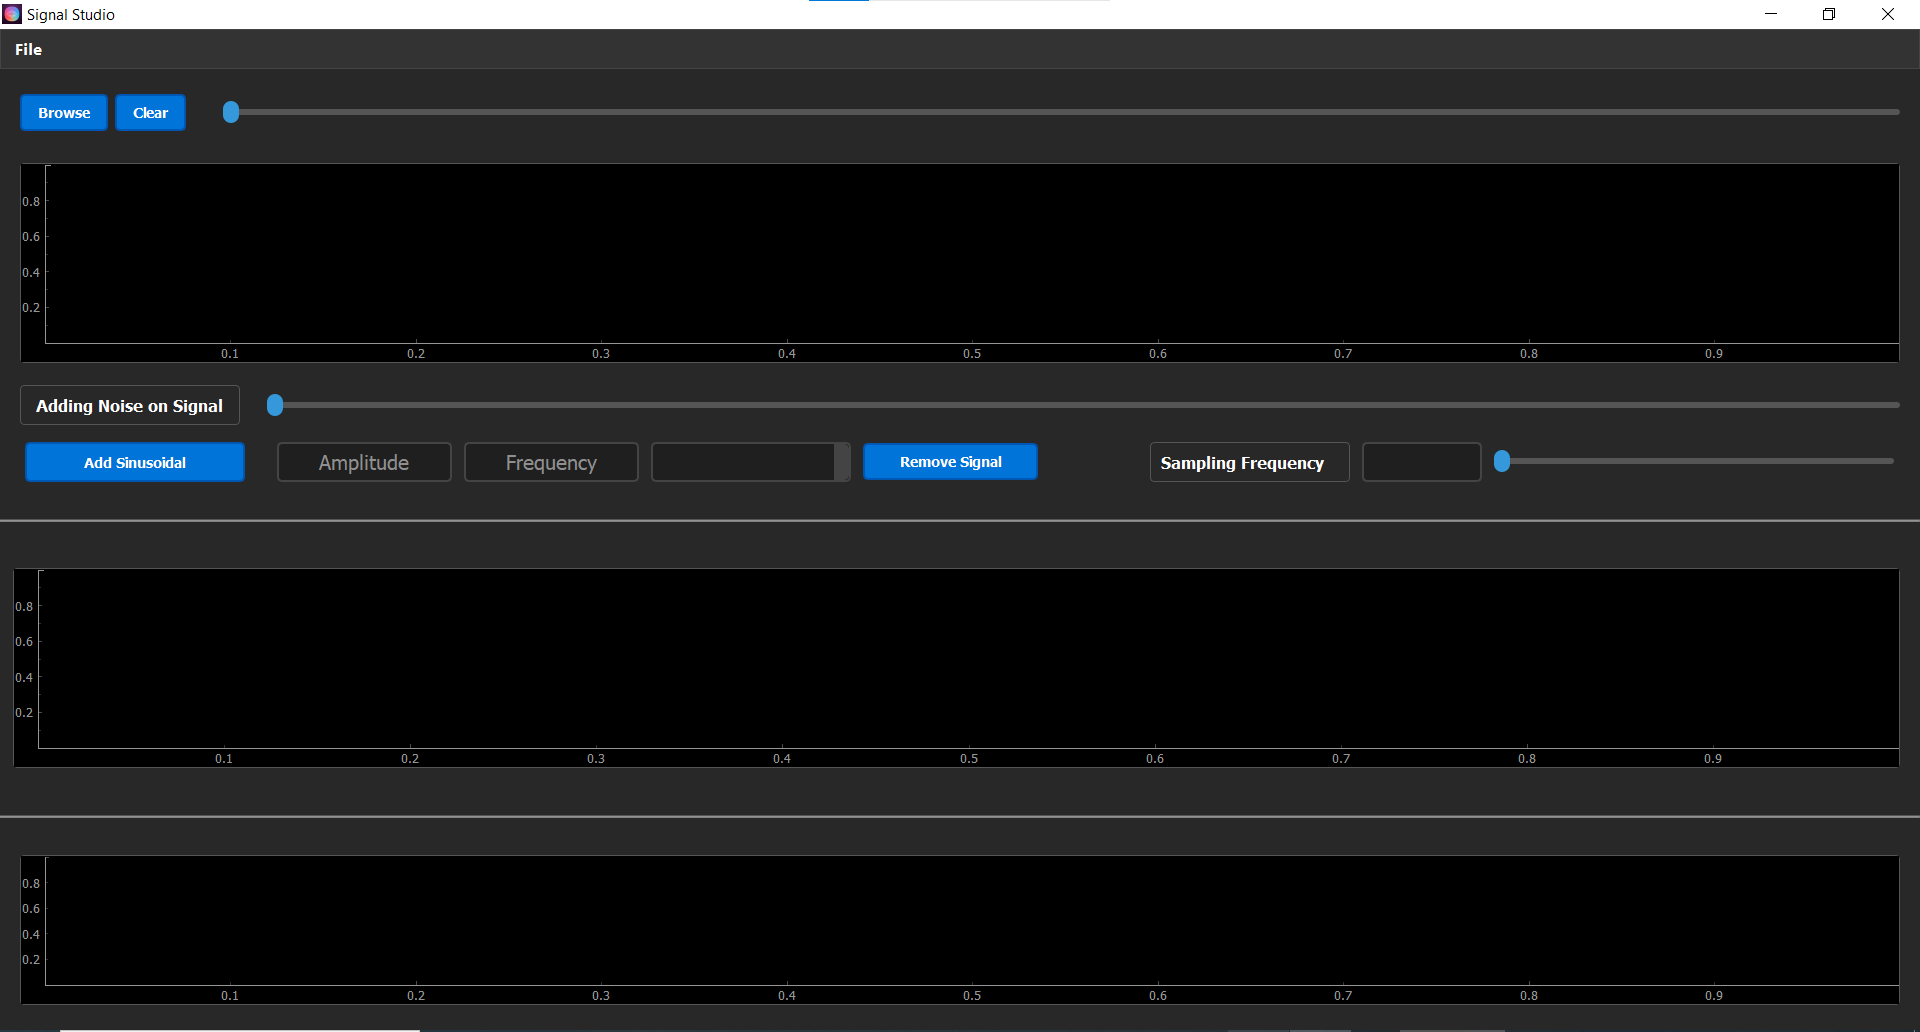 Signal Studio
File
Browse Clear
0.8
0.6
0.4
0.2
0.1 0.2 0.3 0.4 0.5 0.6 0.7 0.8 0.9
Adding Noise on Signal
Add Sinusoidal Amplitude Frequency Remove Signal Sampling Frequency
0.8
0.6
0.4
0.2
0.1 0.2 0.3 0.4 0.5 0.6 0.7 0.8 0.9
0.8
0.6
0.4
0.2
0.1 0.2 0.3 0.4 0.5 0.6 0.7 0.8 0.9